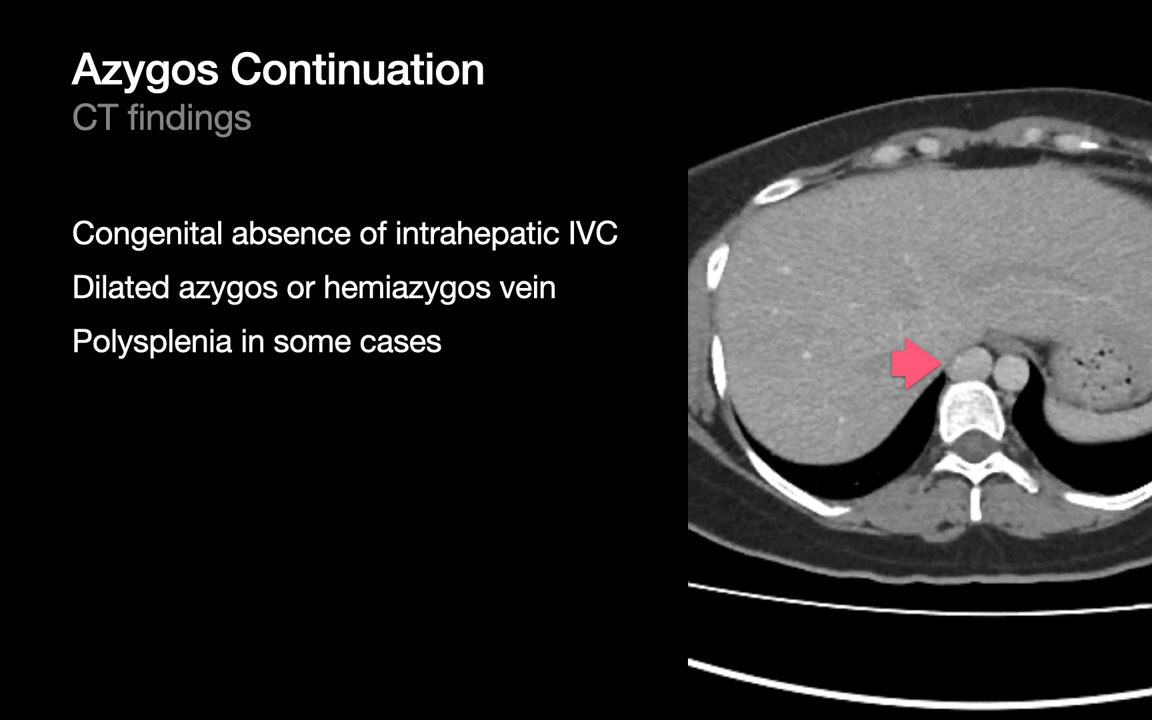 Azygos Continuation
CT findings
Congenital absence of intrahepatic IVC
Dilated azygos or hemiazygos vein
Polysplenia in some cases